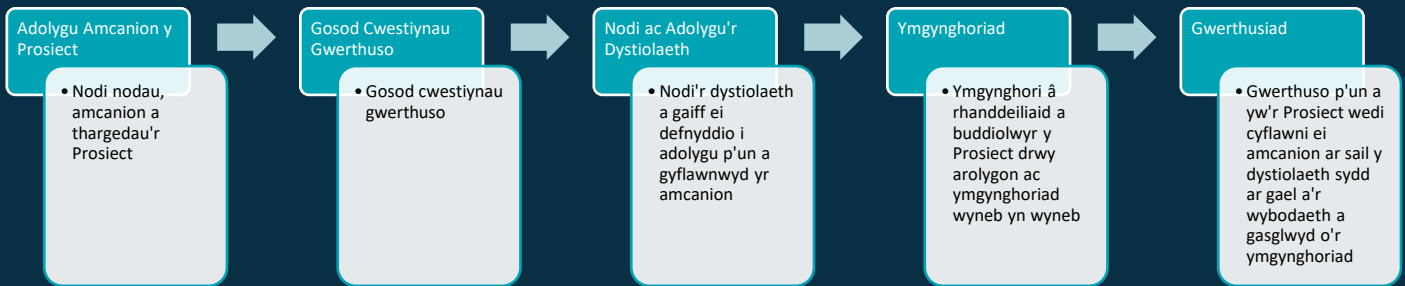 Adolygu Amcanion y
Prosiect
• Nodi nodau,
amcanion a
thargedau'r
Prosiect
Gosod Cwestiynau
Gwerthuso
• Gosod cwestiynau
gwerthuso
Nodi ac Adolygu'r
Dystiolaeth
• Nodi'r dystiolaeth
a gaiff ei
defnyddio i
adolygu p'un a
gyflawnwyd yr
amcanion
Ymgynghoriad
• Ymgynghori â
rhanddeiliaid a
buddiolwyr y
Prosiect drwy
arolygon ac
ymgynghoriad
wyneb yn wyneb
Gwerthusiad
• Gwerthuso p'un a
yw'r Prosiect wedi
cyflawni ei
amcanion ar sail y
dystiolaeth sydd
ar gael a'r
wybodaeth a
gasglwyd o'r
ymgynghoriad